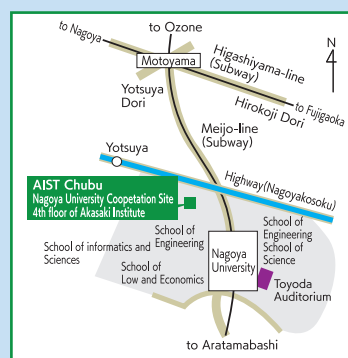 to Ozone
to Nagoya
N
Motoyama
Higashiyama-line
(Subway)
Yotsuya
Dori
Hirokoji Dori
to Fujigaoka
Meijo-line
(Subway)
Yotsuya
Highway(Nagoyakosoku)
AIST Chubu
Nagoya University Coopetation Site
4th floor of Akasaki Institute
School of
Engineering
School of
Engineering
School of
Science
School of informatics and
Sciences
Nagoya
University
School of
Low and Economics
Toyoda
Auditorium
to Aratamabashi